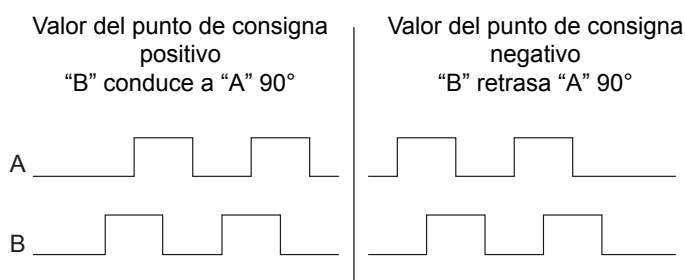 Valor del punto de consigna
positivo
“B” conduce a “A” 90°
Valor del punto de consigna
negativo
“B” retrasa “A” 90°
A
B